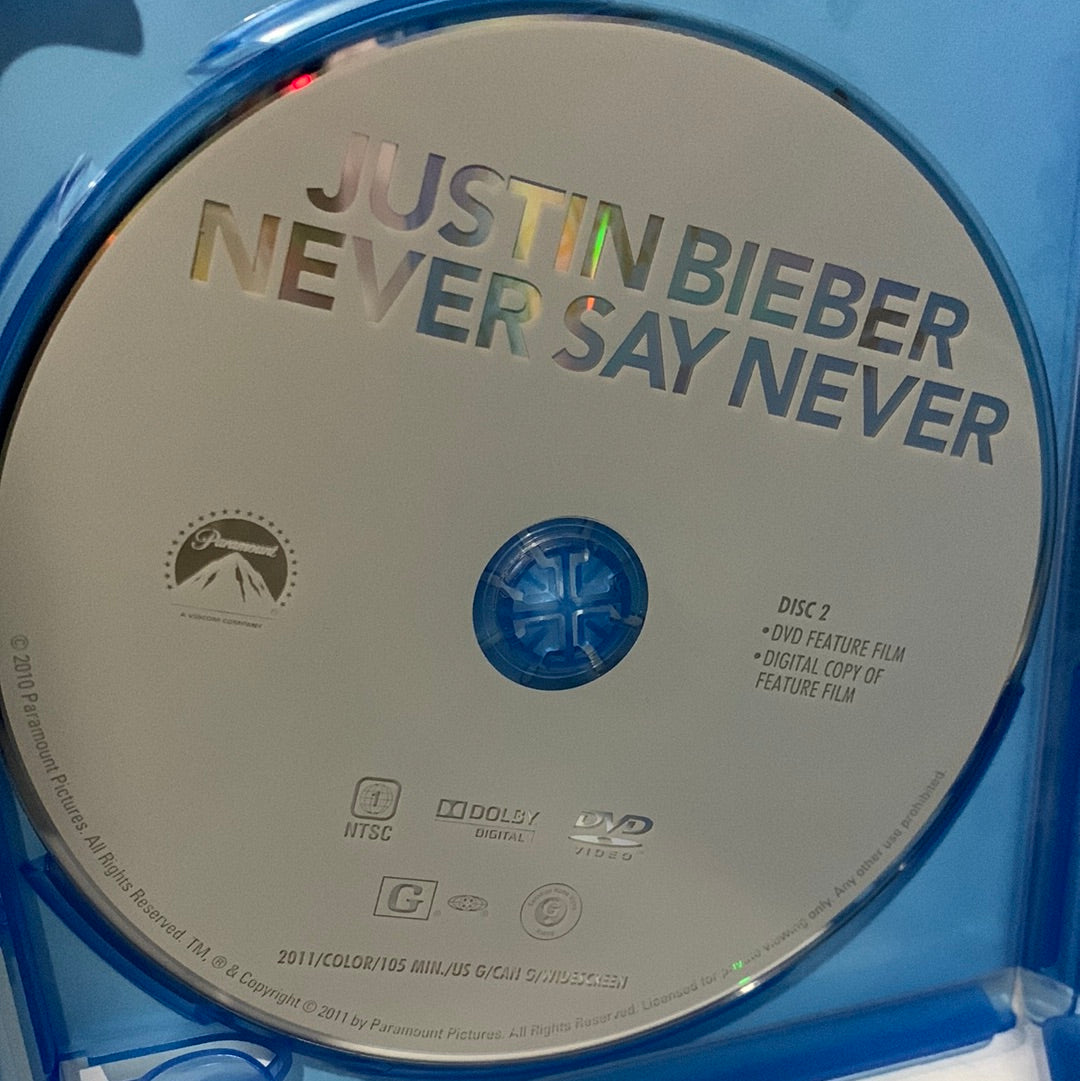 JUSTIN BIEBER
NEVER SAY NEVER
Paramount
A VIACOM COMPANY
DISC 2
•DVD FEATURE FILM
•DIGITAL COPY OF
FEATURE FILM
1
NTSC
DOLBY
DIGITAL
DVD
VIDEO
G
G
2011/COLOR/105 MIN./US G/CAN G/WIDESCREEN
© 2010 Paramount Pictures. All Rights Reserved. TM, ® & Copyright © 2011 by Paramount Pictures. All Rights Reserved. Licensed for private viewing only. Any other use prohibited.